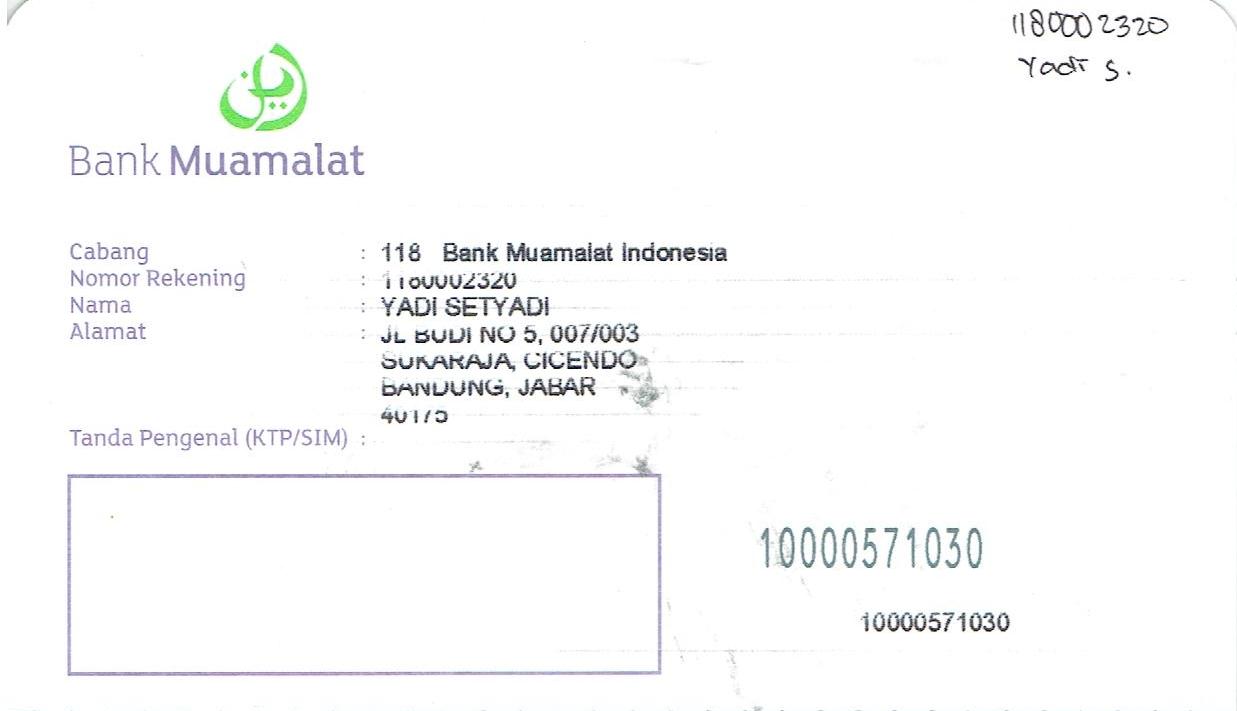 1180002320
Yadi S.
Bank Muamalat
Cabang : 118 Bank Muamalat Indonesia
Nomor Rekening : 1180002320
Nama : YADI SETYADI
Alamat : JL BUDI NO 5, 007/003
SUKARAJA, CICENDO
BANDUNG, JABAR
40175
Tanda Pengenal (KTP/SIM) :
10000571030
10000571030